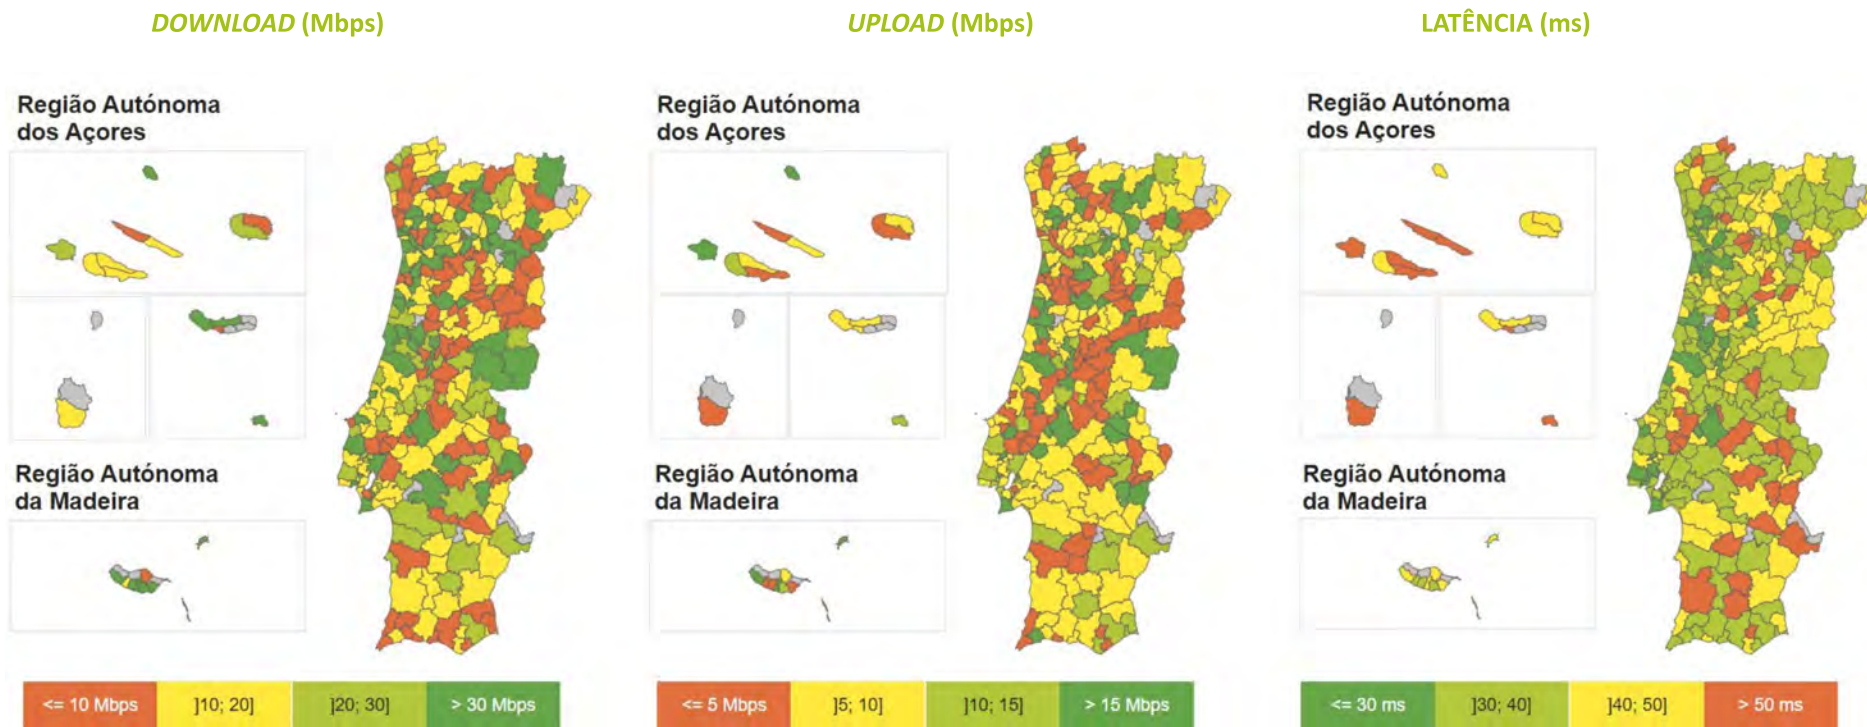 DOWNLOAD (Mbps)
UPLOAD (Mbps)
LATÊNCIA (ms)
Região Autónoma
dos Açores
Região Autónoma
da Madeira
<= 10 Mbps
]10; 20]
]20; 30]
> 30 Mbps
Região Autónoma
dos Açores
Região Autónoma
da Madeira
<= 5 Mbps
]5; 10]
]10; 15]
> 15 Mbps
Região Autónoma
dos Açores
Região Autónoma
da Madeira
<= 30 ms
]30; 40]
]40; 50]
> 50 ms